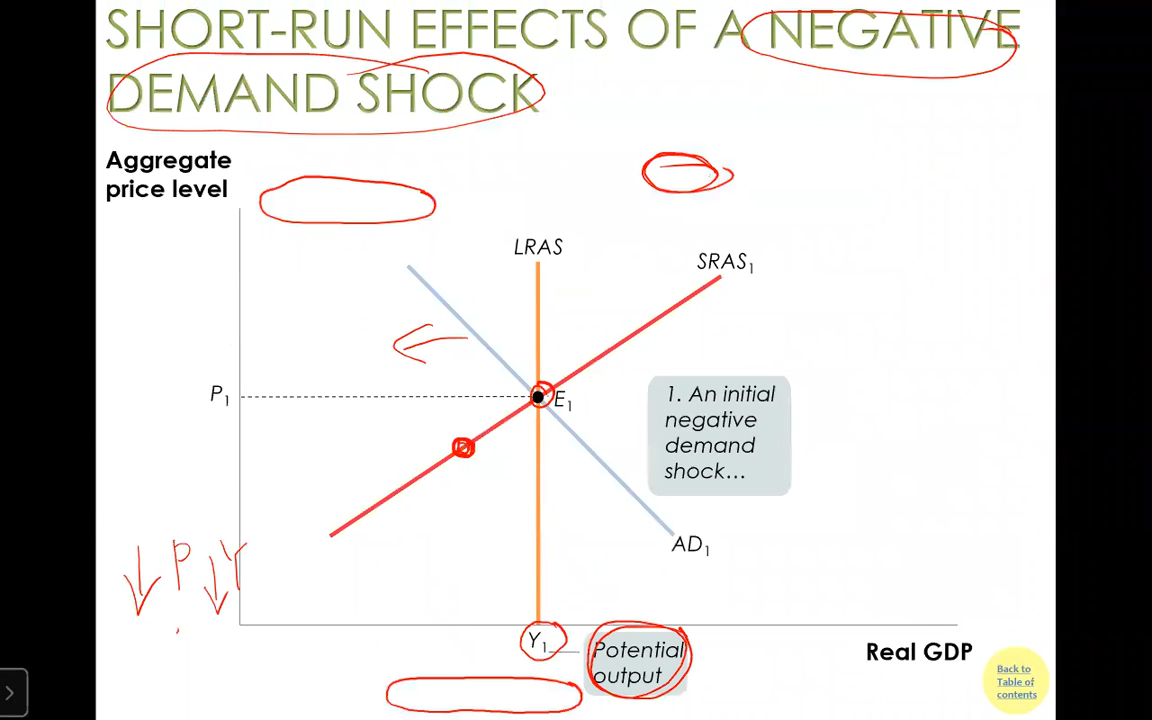 SHORT-RUN EFFECTS OF A NEGATIVE
DEMAND SHOCK
Aggregate
price level
LRAS
SRAS1
P1
E1
1. An initial
negative
demand
shock…
AD1
↓ P ↓ Y
Y1
Potential
output
Real GDP
Back to
Table of
contents